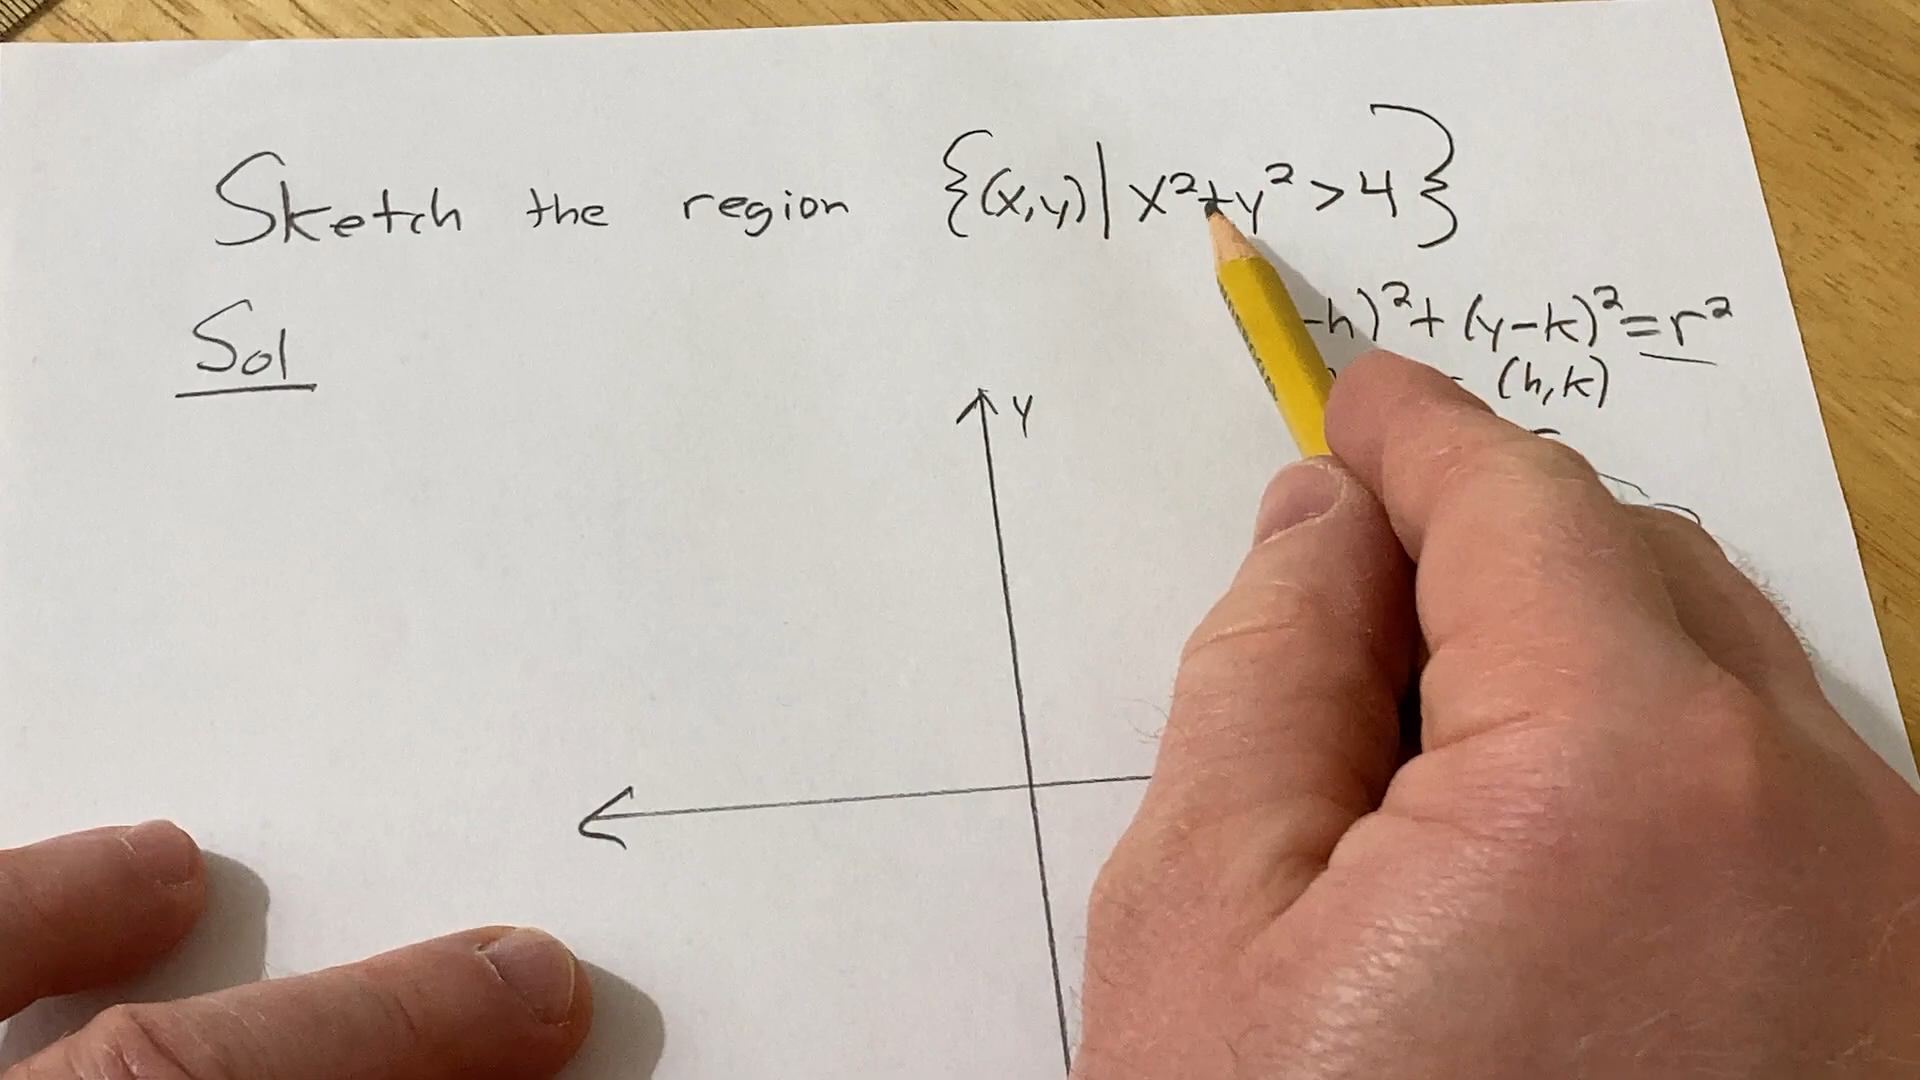 Sketch the region {(x,y)|x²+y²>4}
Sol
-h)²+(y-k)²=r²
(h,k)
y